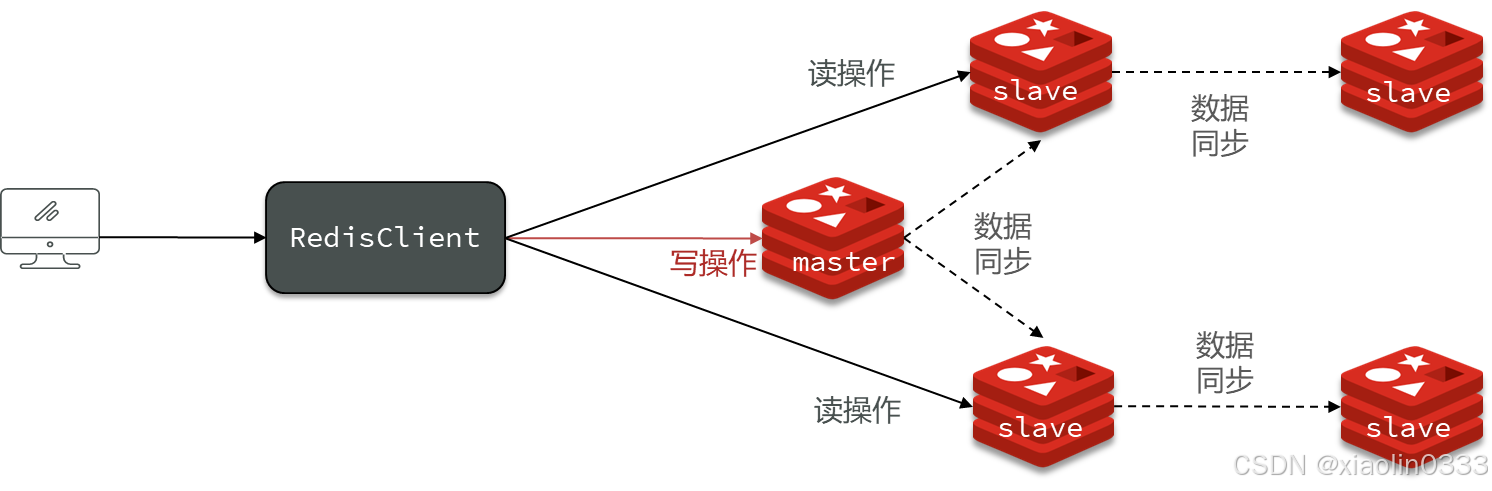 读操作
slave
数据
同步
slave
RedisClient
写操作
master
数据
同步
读操作
slave
数据
同步
slave
CSDN @xiaolin0333